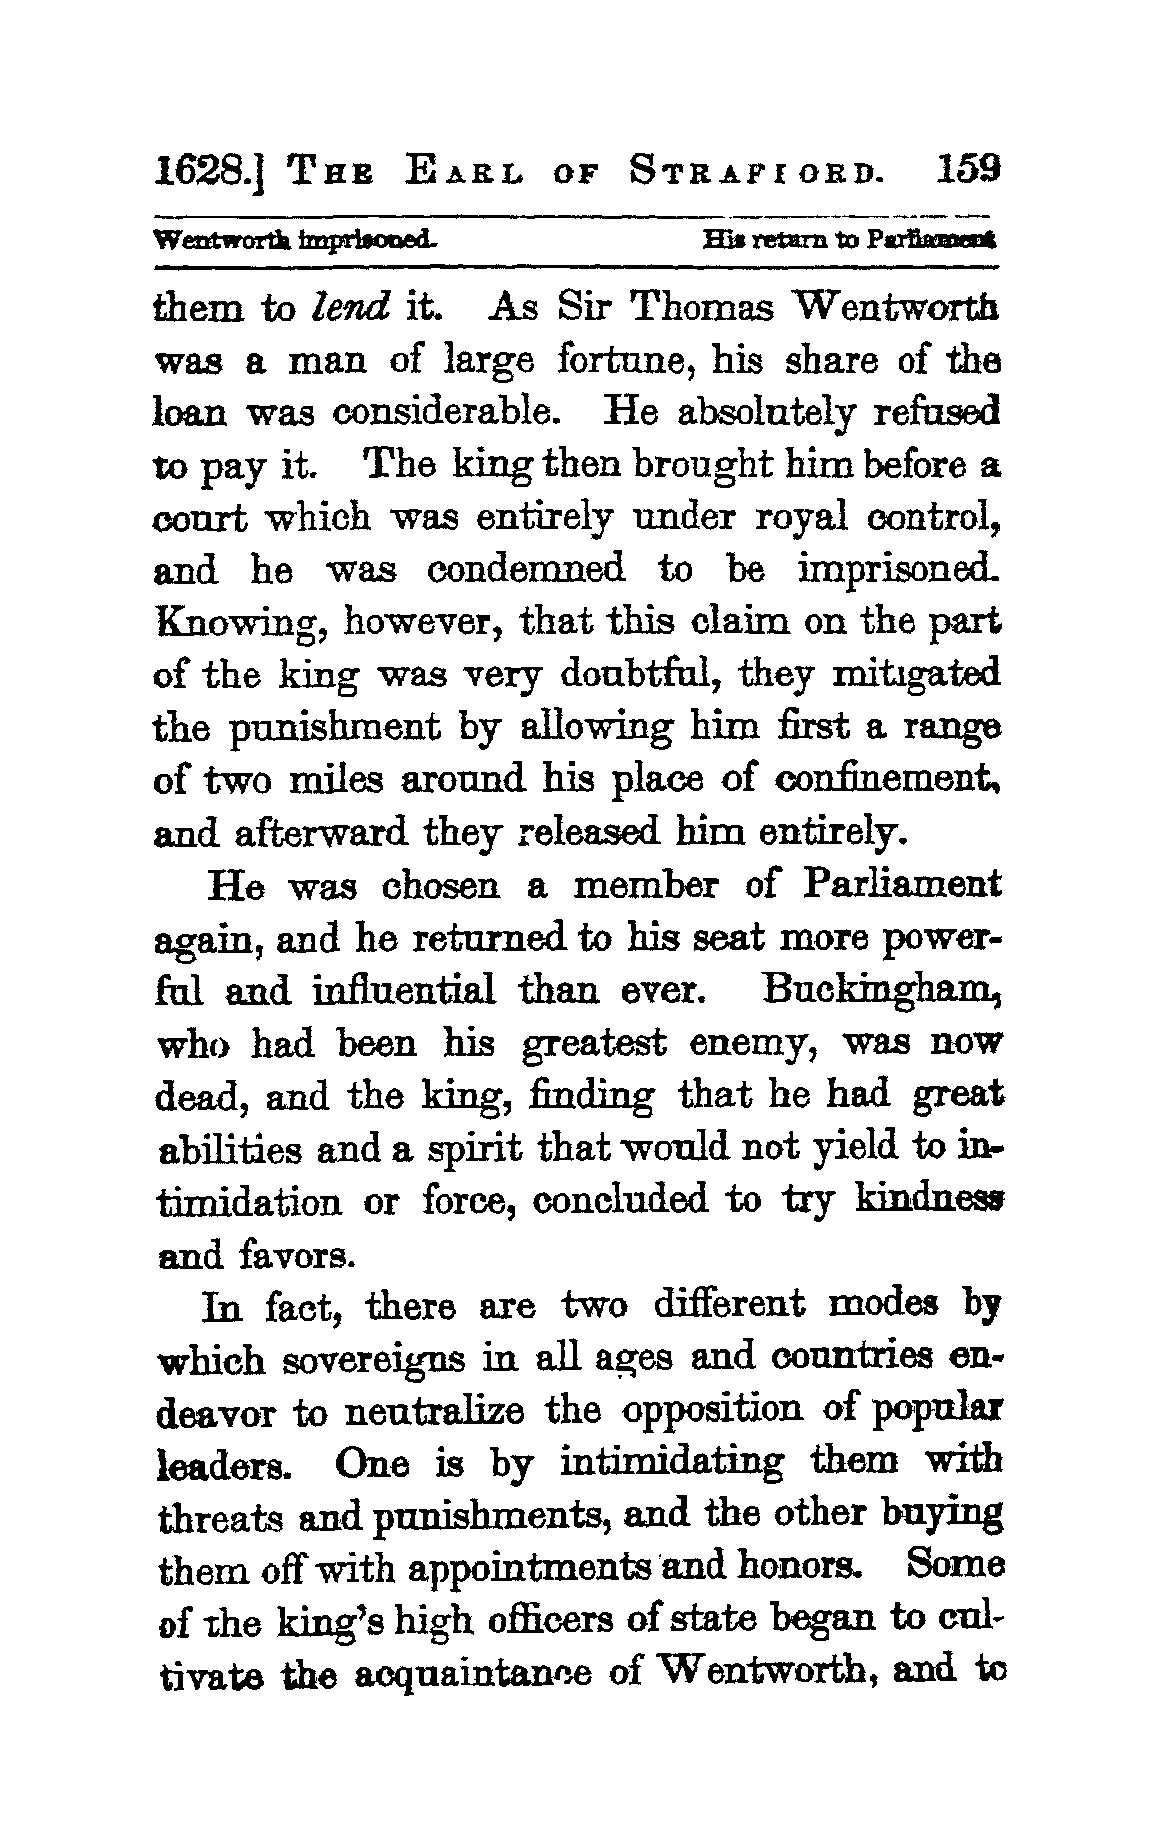 1628.] THE EARL OF STRAFFORD. 159
Wentworth imprisoned. His return to Parliament
them to lend it. As Sir Thomas Wentworth
was a man of large fortune, his share of the
loan was considerable. He absolutely refused
to pay it. The king then brought him before a
court which was entirely under royal control,
and he was condemned to be imprisoned.
Knowing, however, that this claim on the part
of the king was very doubtful, they mitigated
the punishment by allowing him first a range
of two miles around his place of confinement,
and afterward they released him entirely.
He was chosen a member of Parliament
again, and he returned to his seat more power-
ful and influential than ever. Buckingham,
who had been his greatest enemy, was now
dead, and the king, finding that he had great
abilities and a spirit that would not yield to in-
timidation or force, concluded to try kindness
and favors.
In fact, there are two different modes by
which sovereigns in all ages and countries en-
deavor to neutralize the opposition of popular
leaders. One is by intimidating them with
threats and punishments, and the other buying
them off with appointments and honors. Some
of the king's high officers of state began to cul-
tivate the acquaintance of Wentworth, and to